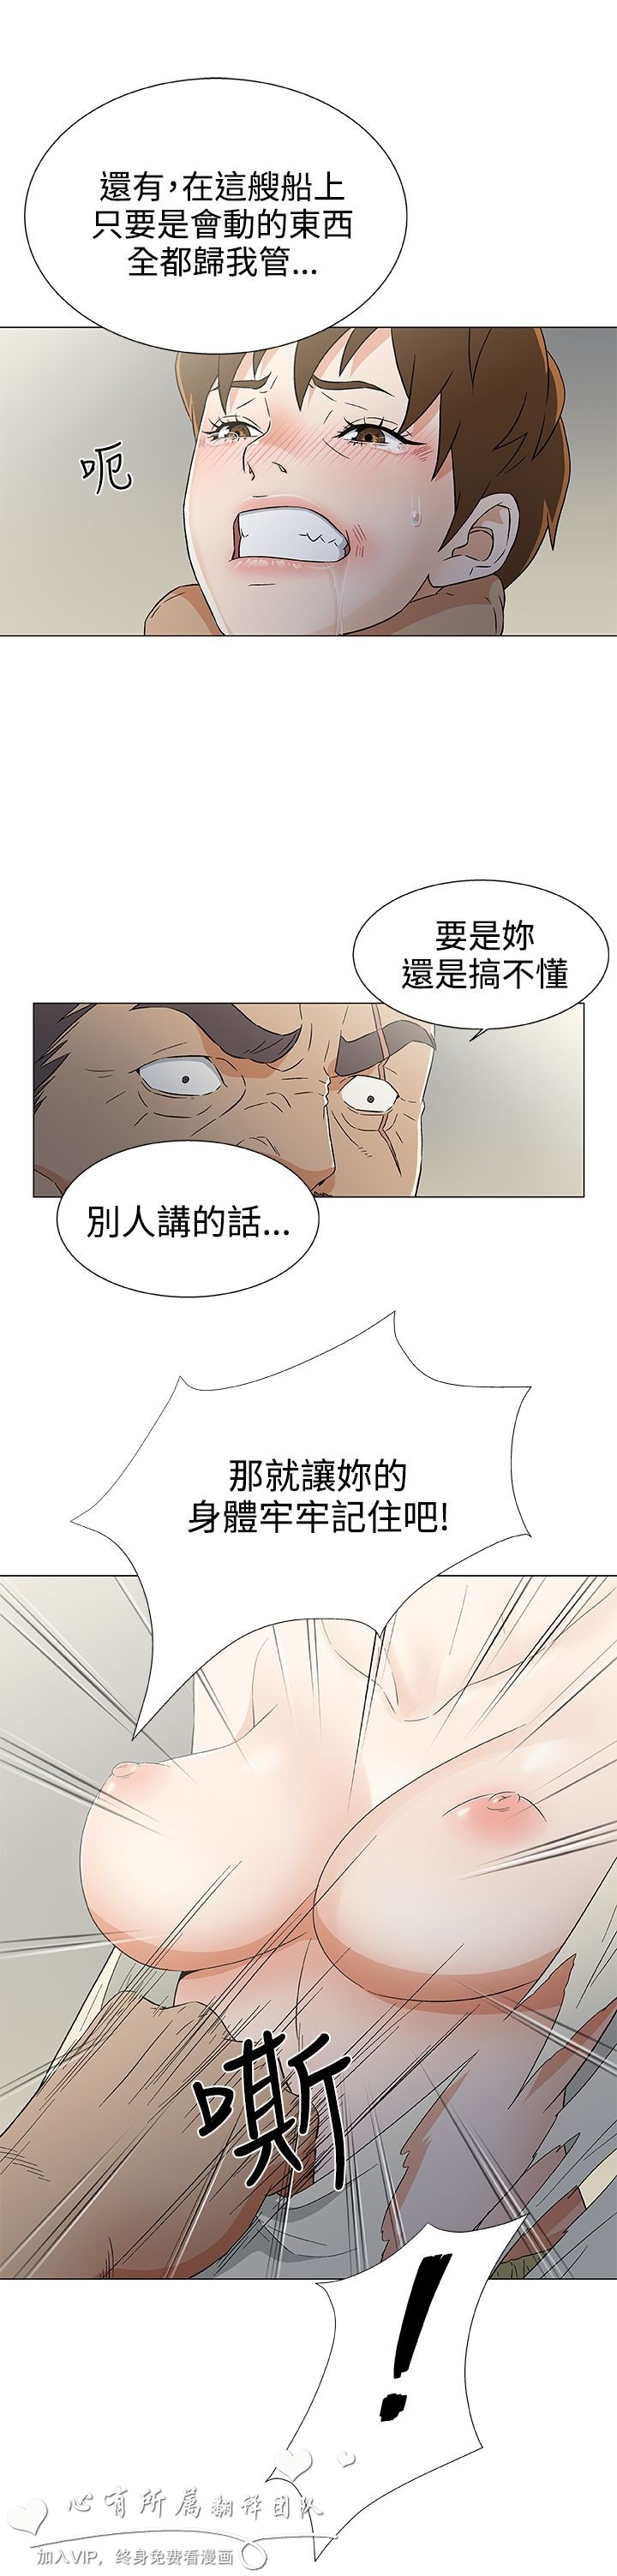 還有，在這艘船上
只要是會動的東西
全都歸我管...
呃
要是妳
還是搞不懂
別人講的話...
那就讓妳的
身體牢牢記住吧!
嘶
!
心有所属翻译团队
加入VIP，终身免费看漫画